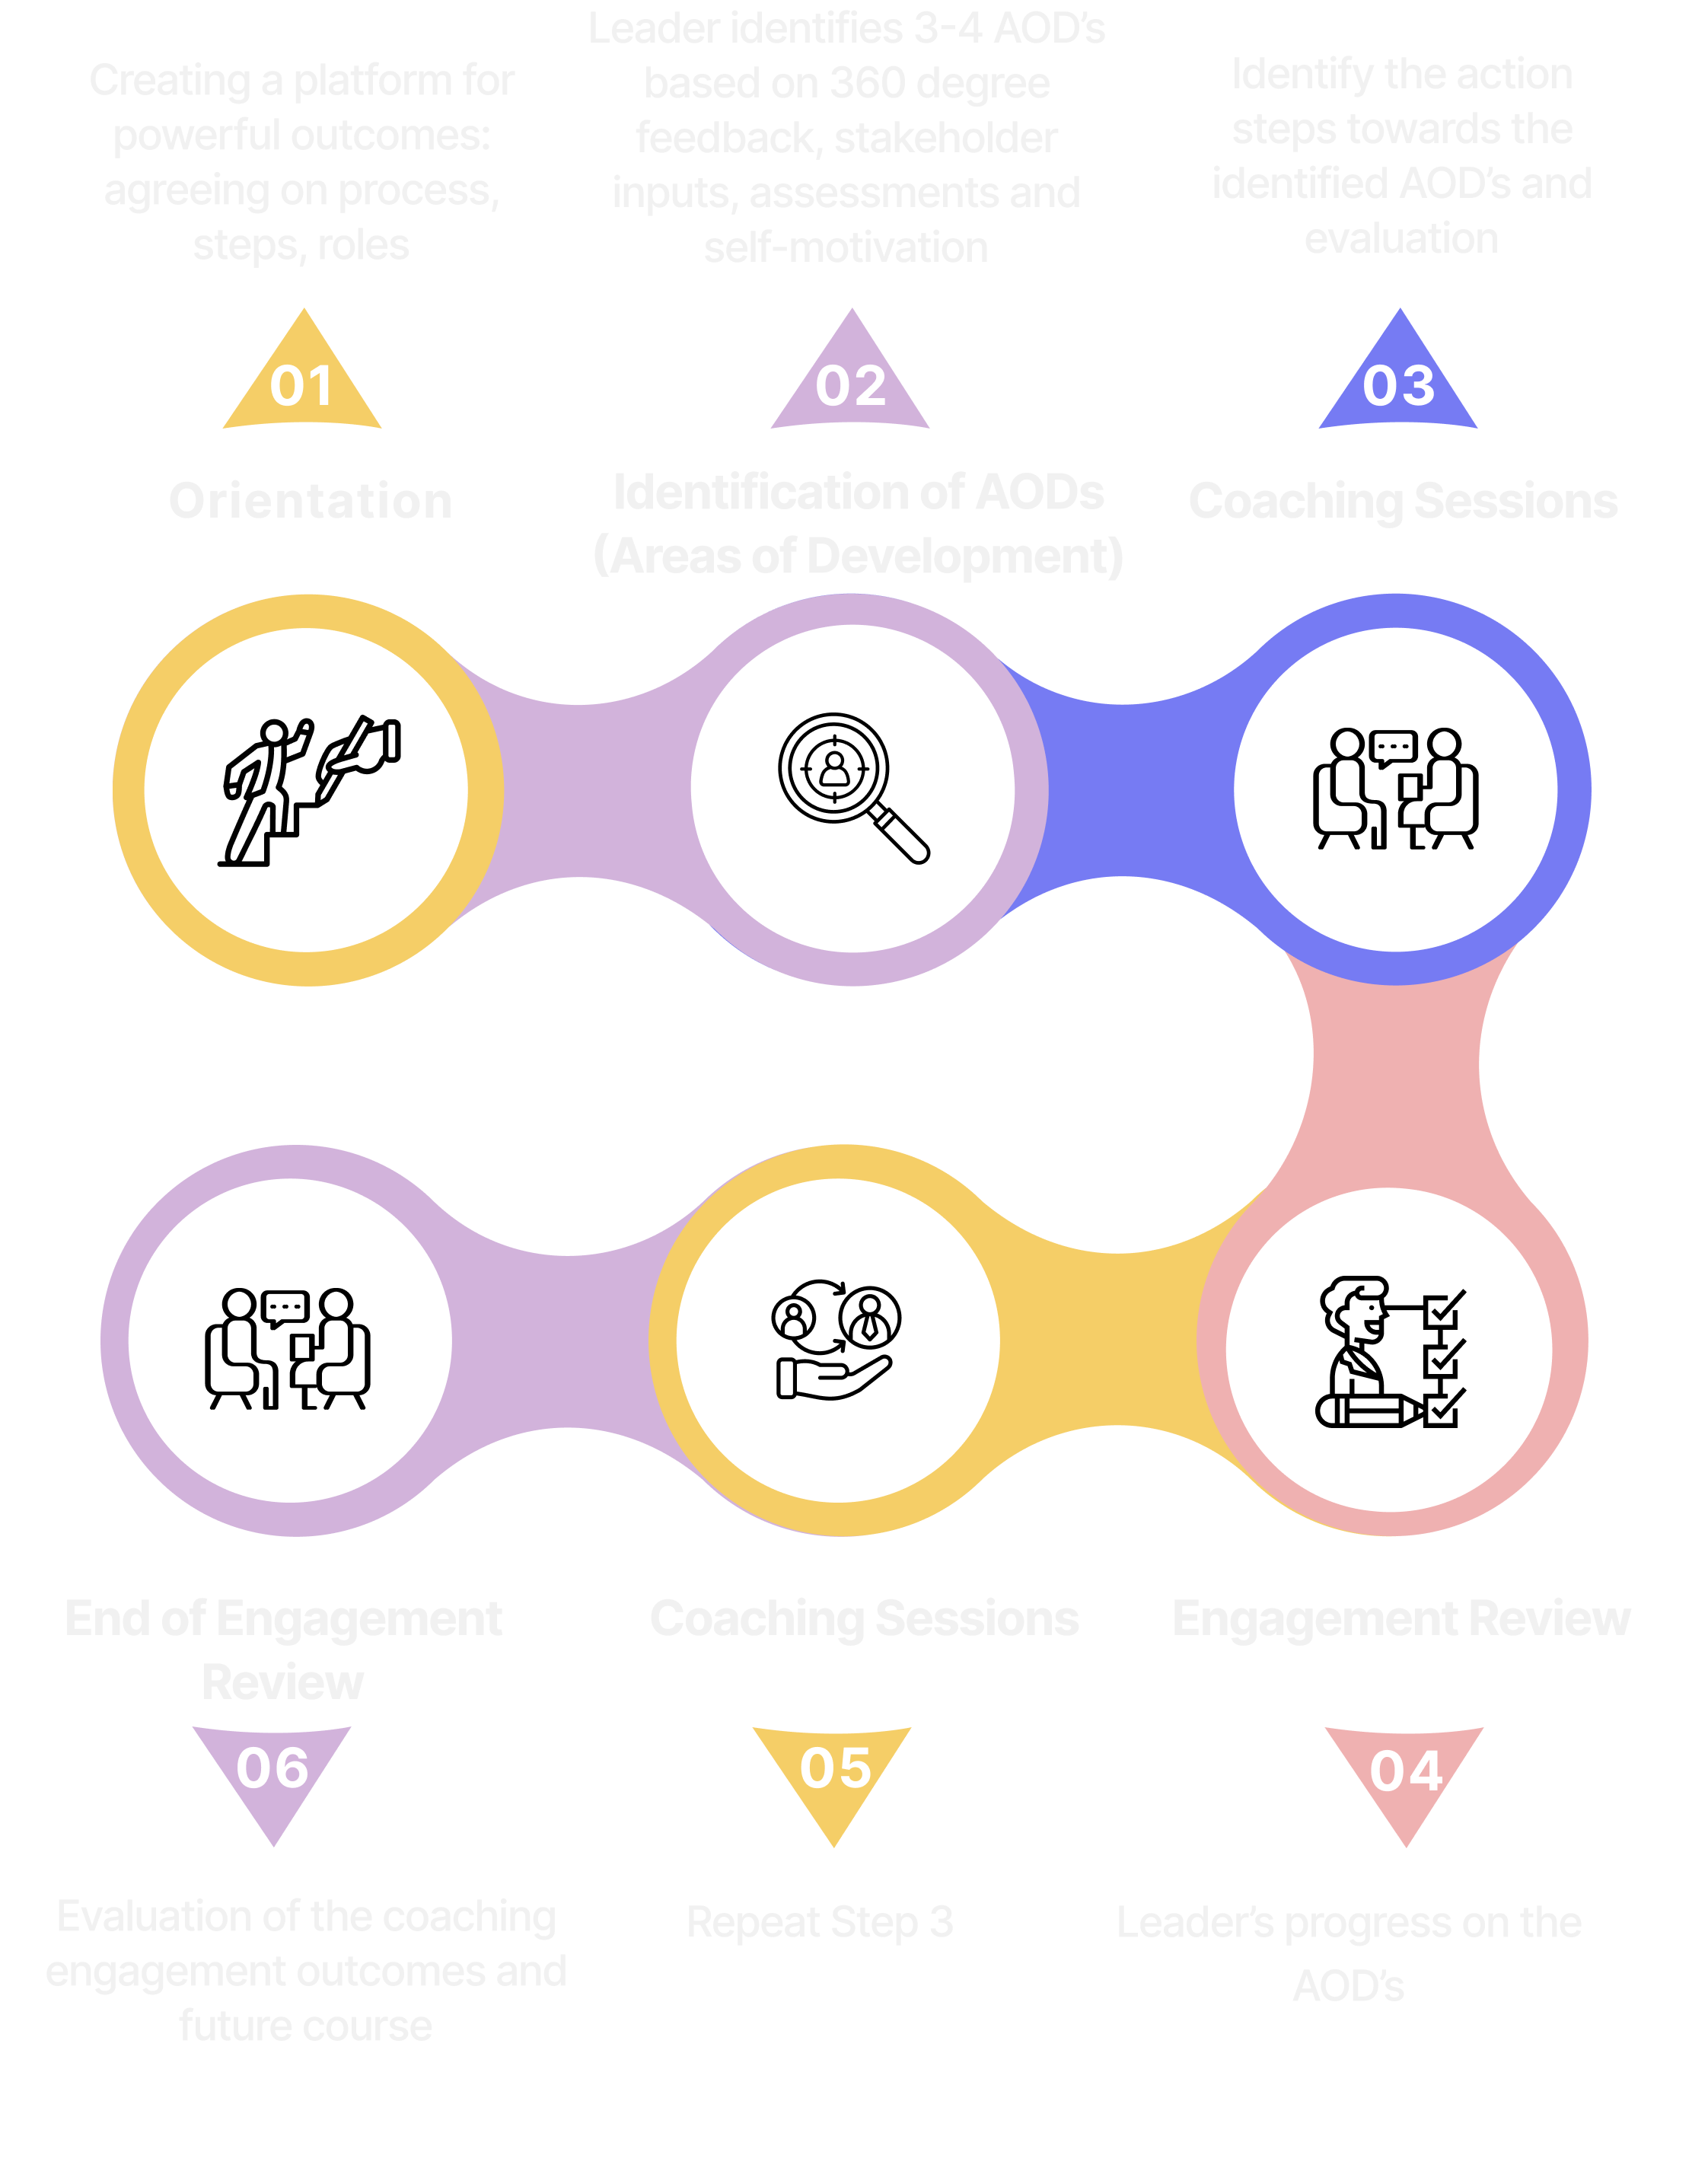 Creating a platform for
powerful outcomes:
agreeing on process,
steps, roles
01
Orientation
Leader identifies 3-4 AOD’s
based on 360 degree
feedback, stakeholder
inputs, assessments and
self-motivation
02
Identification of AODs
(Areas of Development)
Identify the action
steps towards the
identified AOD’s and
evaluation
03
Coaching Sessions
Engagement Review
04
Leader’s progress on the
AOD’s
Coaching Sessions
05
Repeat Step 3
End of Engagement
Review
06
Evaluation of the coaching
engagement outcomes and
future course